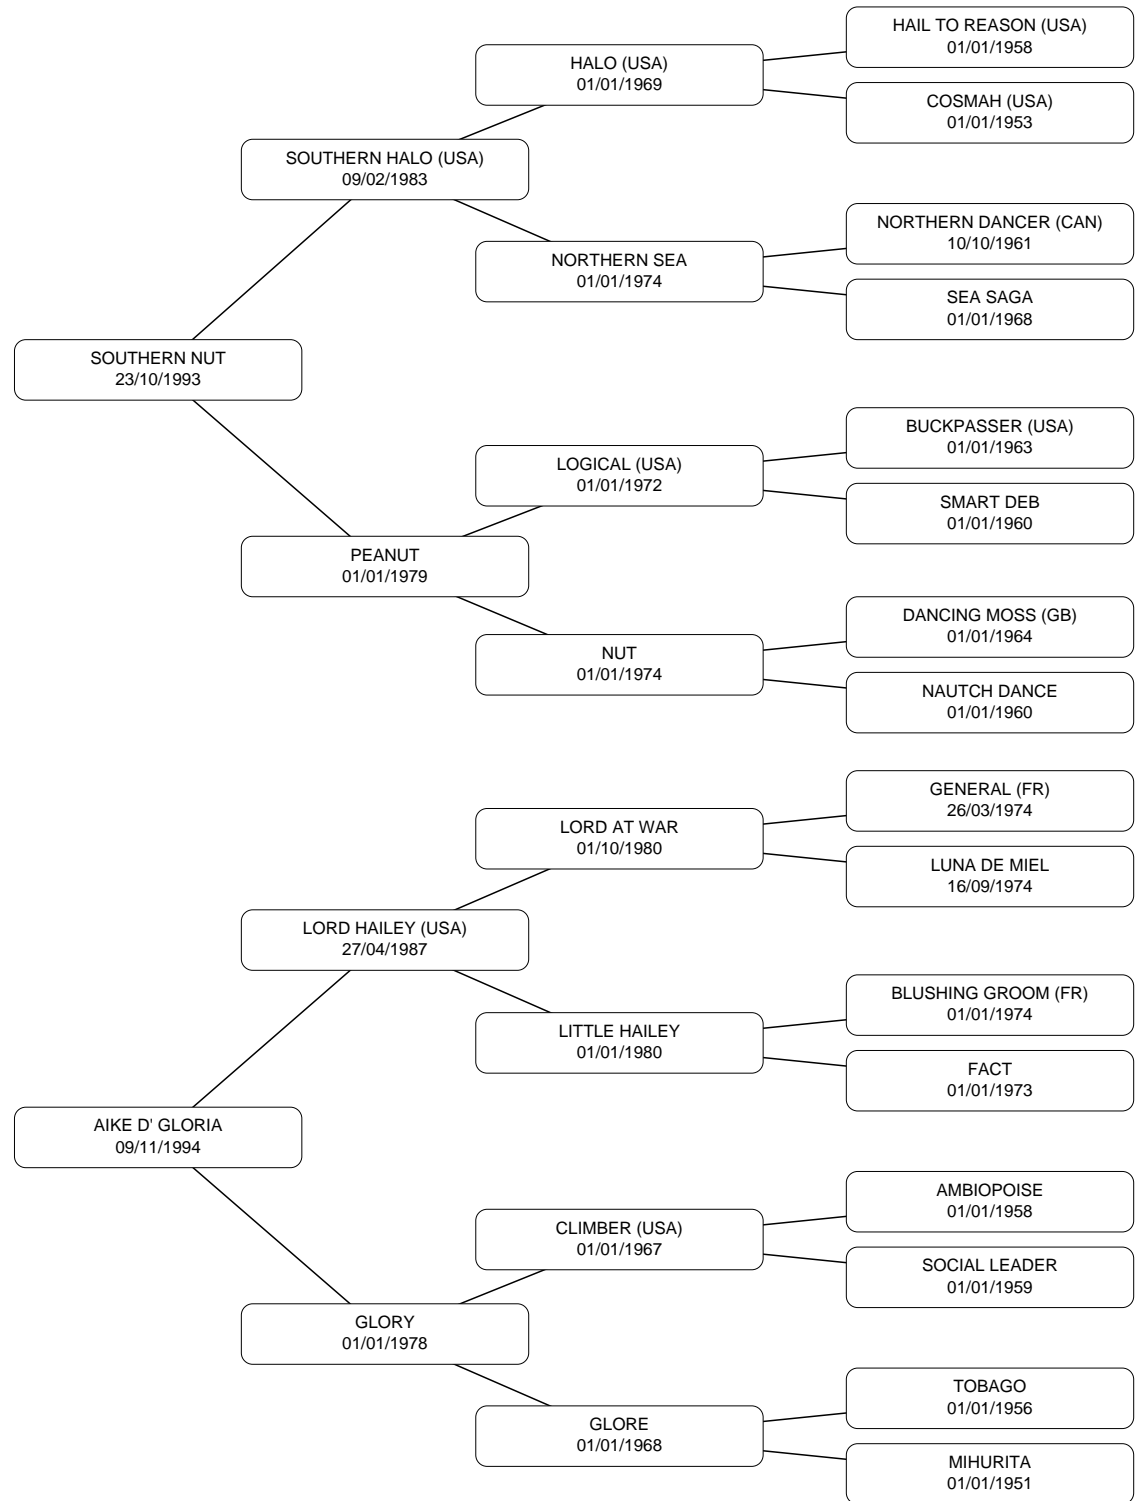 HAIL TO REASON (USA)
01/01/1958
HALO (USA)
01/01/1969
COSMAH (USA)
01/01/1953
SOUTHERN HALO (USA)
09/02/1983
NORTHERN DANCER (CAN)
10/10/1961
NORTHERN SEA
01/01/1974
SEA SAGA
01/01/1968
SOUTHERN NUT
23/10/1993
BUCKPASSER (USA)
01/01/1963
LOGICAL (USA)
01/01/1972
SMART DEB
01/01/1960
PEANUT
01/01/1979
DANCING MOSS (GB)
01/01/1964
NUT
01/01/1974
NAUTCH DANCE
01/01/1960
GENERAL (FR)
26/03/1974
LORD AT WAR
01/10/1980
LUNA DE MIEL
16/09/1974
LORD HAILEY (USA)
27/04/1987
BLUSHING GROOM (FR)
01/01/1974
LITTLE HAILEY
01/01/1980
FACT
01/01/1973
AIKE D' GLORIA
09/11/1994
AMBIOPOISE
01/01/1958
CLIMBER (USA)
01/01/1967
SOCIAL LEADER
01/01/1959
GLORY
01/01/1978
TOBAGO
01/01/1956
GLORE
01/01/1968
MIHURITA
01/01/1951